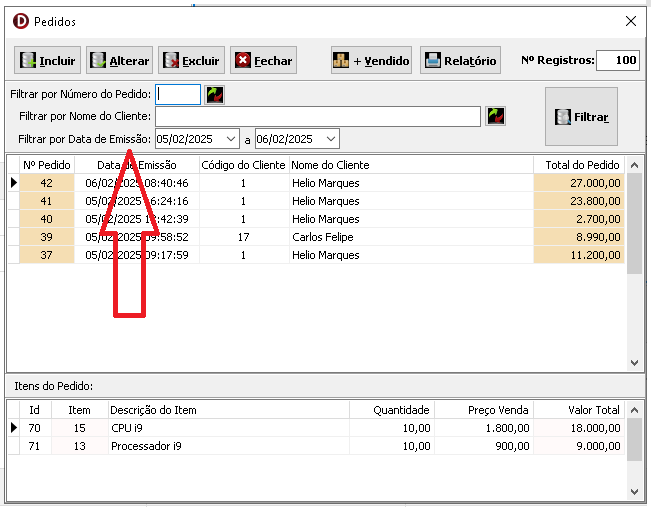 Pedidos
Incluir Alterar Excluir Fechar + Vendido Relatório Nº Registros: 100
Filtrar por Número do Pedido:
Filtrar por Nome do Cliente:
Filtrar por Data de Emissão: 05/02/2025 a 06/02/2025
Filtrar
Nº Pedido Data de Emissão Código do Cliente Nome do Cliente Total do Pedido
42 06/02/2025 08:40:46 1 Helio Marques 27.000,00
41 05/02/2025 16:24:16 1 Helio Marques 23.800,00
40 05/02/2025 :42:39 1 Helio Marques 2.700,00
39 05/02/2025 09:58:52 17 Carlos Felipe 8.990,00
37 05/02/2025 09:17:59 1 Helio Marques 11.200,00
Itens do Pedido:
Id Item Descrição do Item Quantidade Preço Venda Valor Total
70 15 CPU i9 10,00 1.800,00 18.000,00
71 13 Processador i9 10,00 900,00 9.000,00